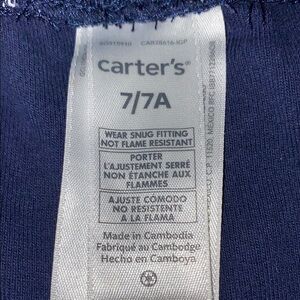 carter's®
7/7A
WEAR SNUG FITTING
NOT FLAME RESISTANT
PORTER
L'AJUSTEMENT SERRÉ
NON ÉTANCHE AUX
FLAMMES
AJUSTE CÓMODO
NO RESISTENTE
A LA FLAMA
Made in Cambodia
Fabriqué au Cambodge
Hecho en Camboya